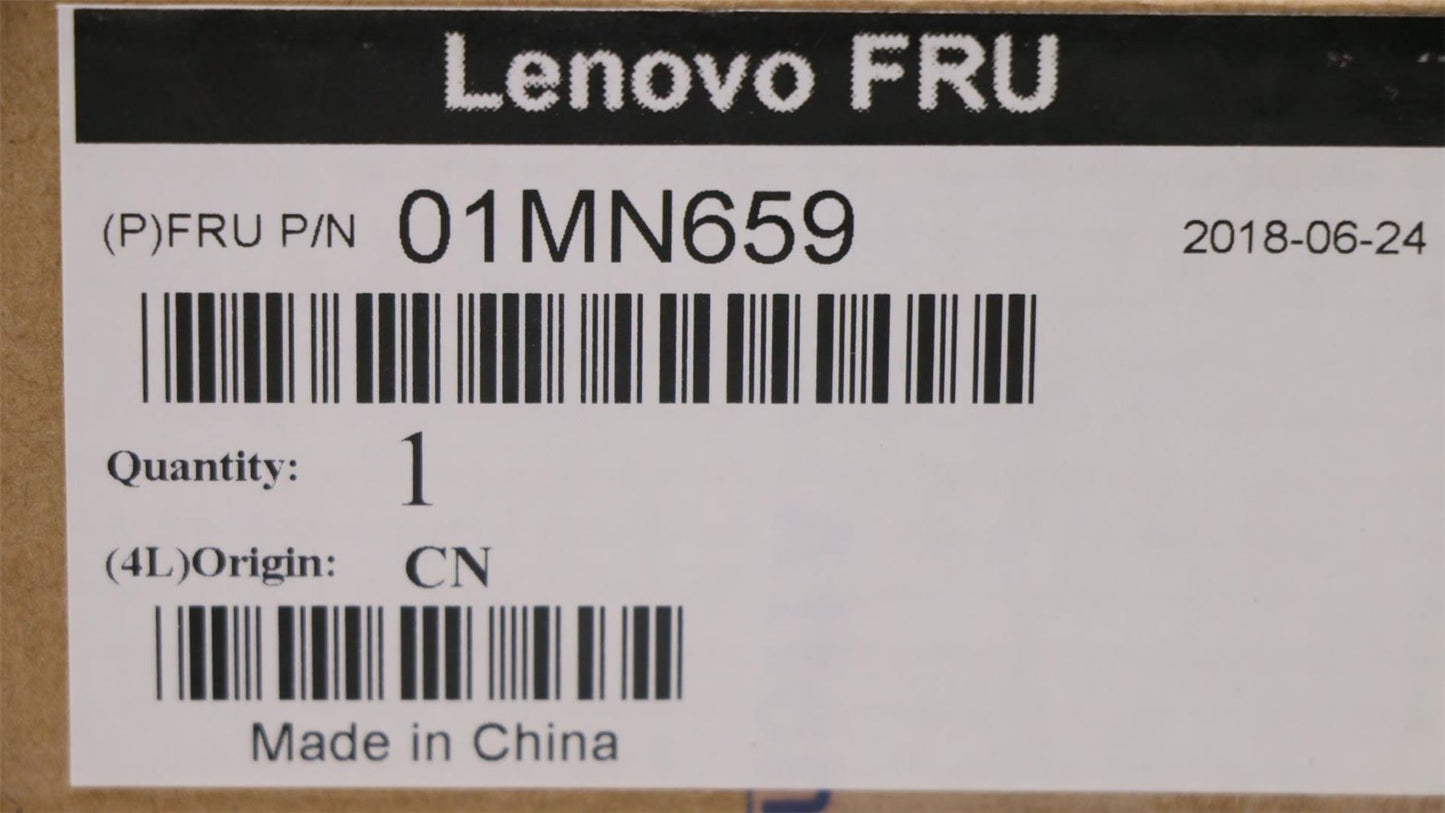 Lenovo FRU
(P)FRU P/N 01MN659 2018-06-24
Quantity: 1
(4L)Origin: CN
Made in China